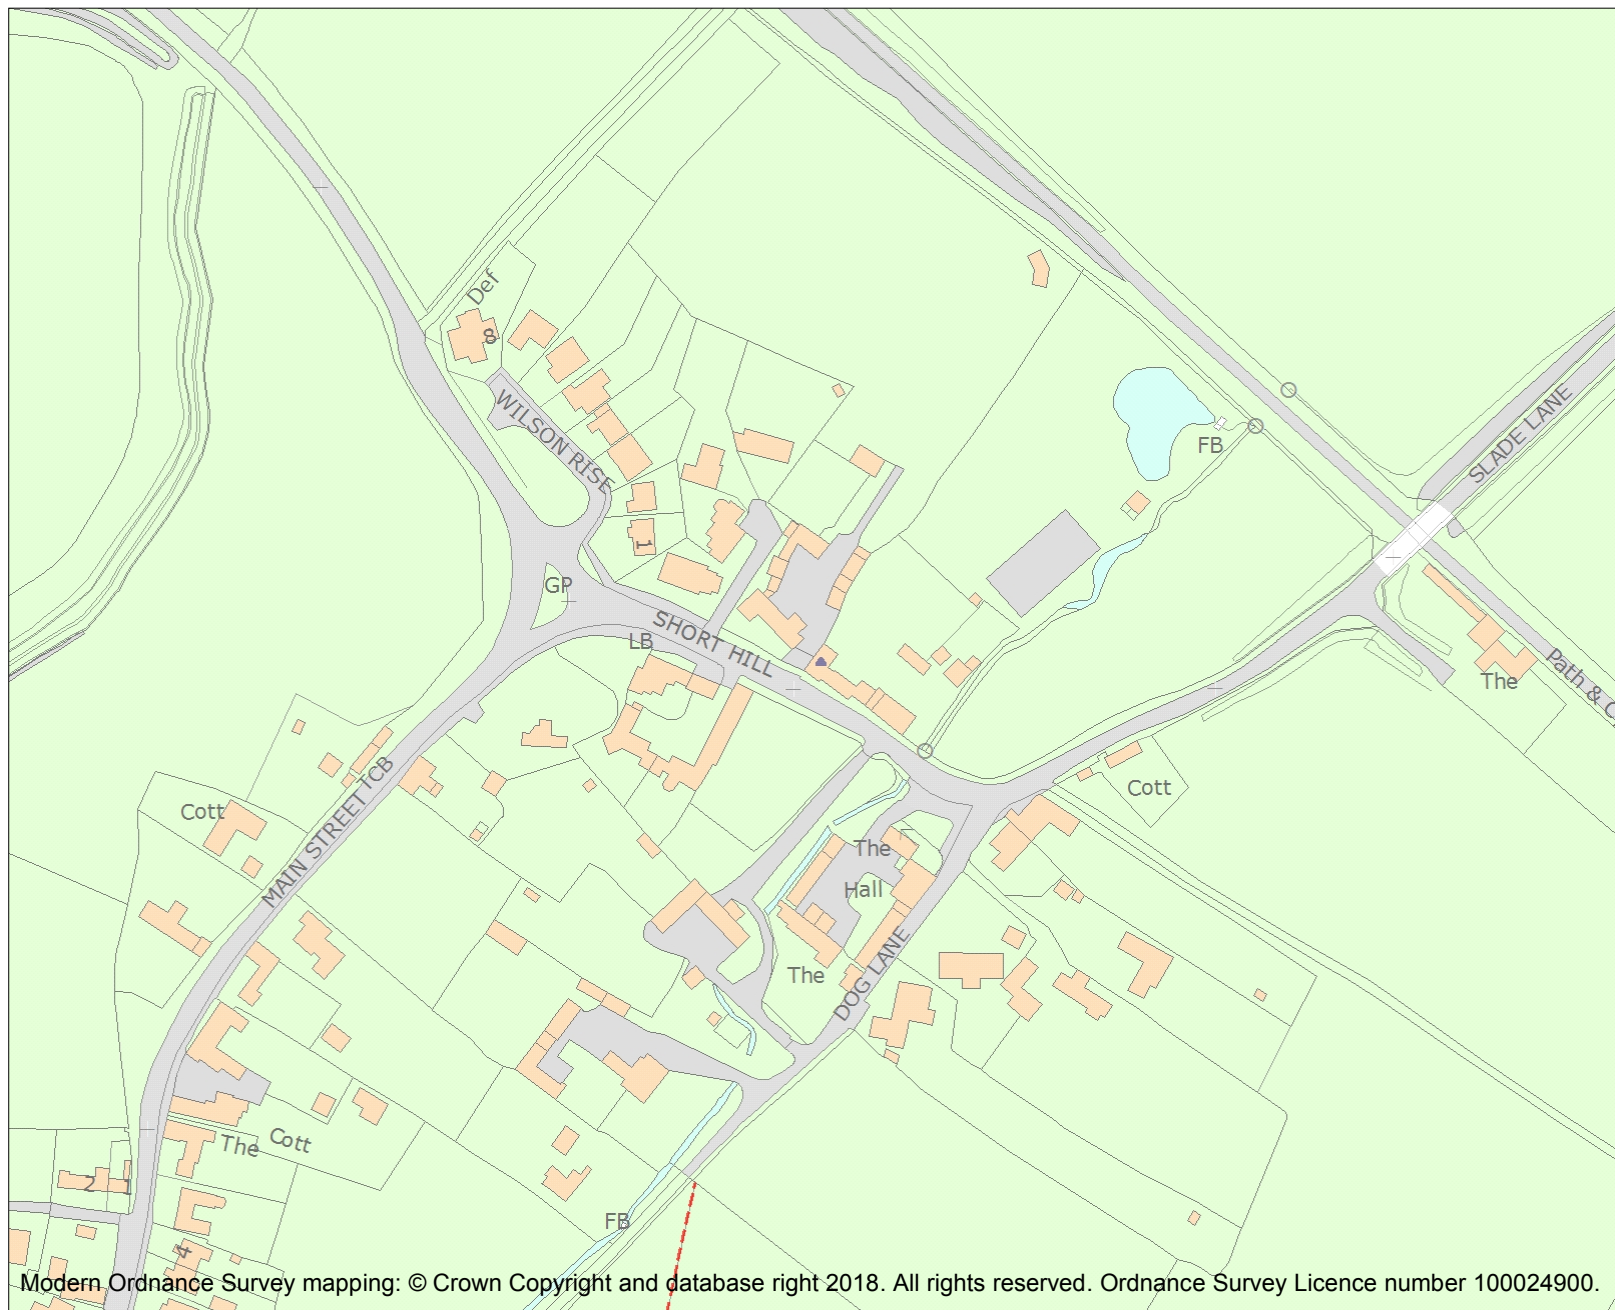 Def
8
WILSON RISE
SLADE LANE
FB
1
GP
SHORT HILL
LB
The
Path & C
Cott
MAIN STREET TCB
Cott
The
Hall
The
DOG LANE
The Cott
2 1
FB
4
Modern Ordnance Survey mapping: © Crown Copyright and database right 2018. All rights reserved. Ordnance Survey Licence number 100024900.